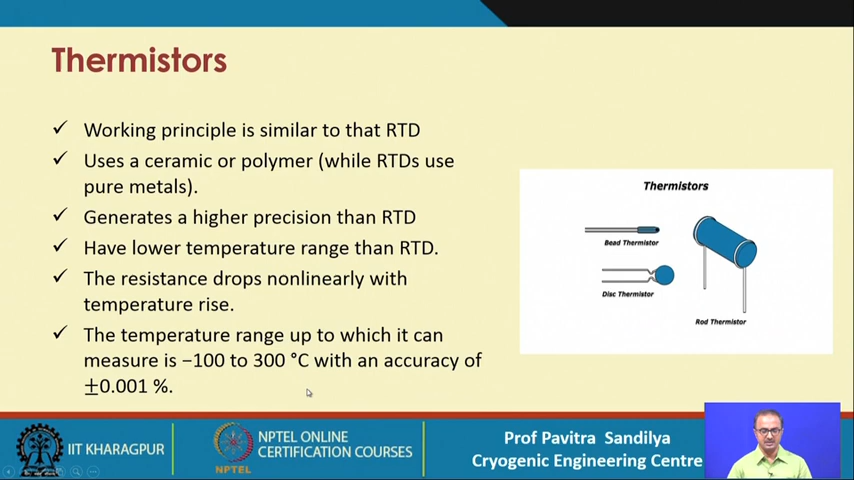 Thermistors
✓ Working principle is similar to that RTD
✓ Uses a ceramic or polymer (while RTDs use
pure metals).
✓ Generates a higher precision than RTD
✓ Have lower temperature range than RTD.
✓ The resistance drops nonlinearly with
temperature rise.
✓ The temperature range up to which it can
measure is −100 to 300 °C with an accuracy of
±0.001 %.
Thermistors
Bead Thermistor
Disc Thermistor
Rod Thermistor
IIT KHARAGPUR
NPTEL
NPTEL ONLINE
CERTIFICATION COURSES
Prof Pavitra Sandilya
Cryogenic Engineering Centre